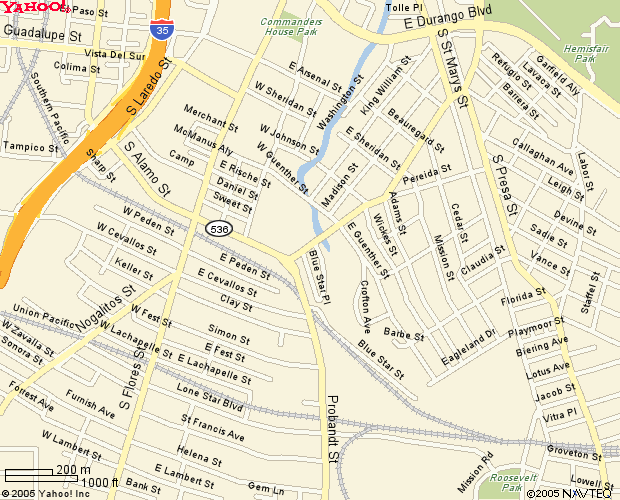 YAHOO!
El Paso St
Guadalupe St
Vista Del Sur
Colima St
Southern Pacific
Tampico St
Sharp St
S Laredo St
35
Commanders
House Park
Tolle Pl
E Durango Blvd
Hemisfair
Park
Garfield Aly
Lavaca St
Refugio St
Barrera St
S St Marys St
E Arsenal St
W Sheridan St
Washington St
King William St
Beauregard St
Merchant St
McManus Aly
Camp
W Johnson St
W Guenther St
E Sheridan St
Madison St
Pereida St
S Presa St
Callaghan Ave
Labor St
Leigh St
Devine St
Sadie St
Vance St
Staffel St
S Alamo St
E Rische St
Daniel St
Sweet St
536
W Peden St
W Cevallos St
Kellet St
E Peden St
E Cevallos St
Clay St
Blue Star Pl
E Guenther St
Wickes St
Adams St
Cedar St
Mission St
Claudia St
Crofton Ave
Barbe St
Florida St
Playmoor St
Eagleland Dr
Biering Ave
Lotus Ave
Jacob St
Vitra Pl
Blue Star St
Nogalitos St
Union Pacific
W Zavalla St
Sonora St
W Fest St
W Lachapelle St
Simon St
E Fest St
E Lachapelle St
Lone Star Blvd
S Flores St
Forrest Ave
Furnish Ave
St Francis Ave
Probandt St
W Lambert St
Helena St
E Lambert St
Bank St
Gem Ln
Mission Rd
Groveton St
Roosevelt
Park
Lowell St
200 m
1000 ft
©2005 Yahoo! Inc
©2005 NAVTEQ